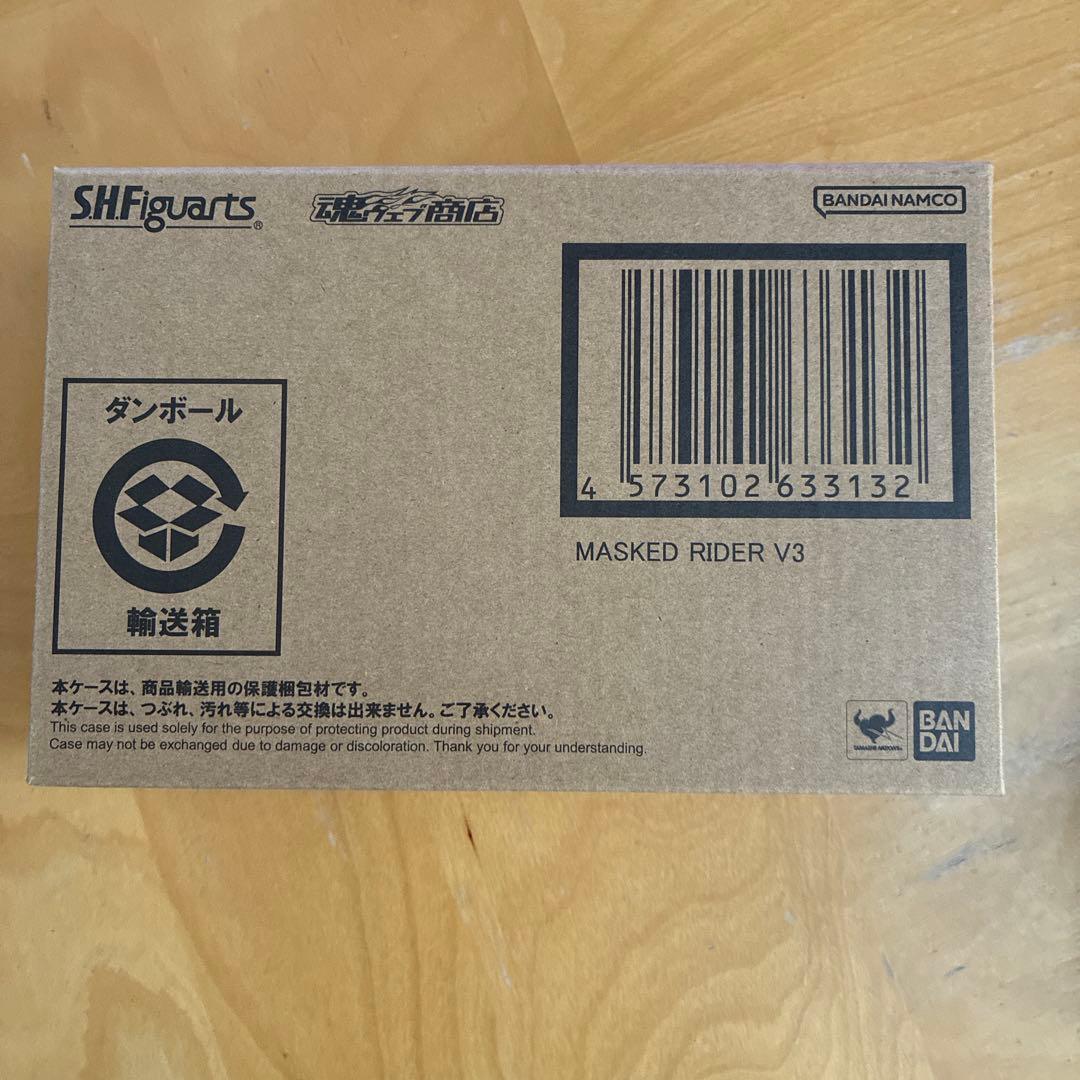 S.H.Figuarts®
魂ウェブ商店
BANDAI NAMCO
4 573102 633132
MASKED RIDER V3
ダンボール
輸送箱
本ケースは、商品輸送用の保護梱包材です。
本ケースは、つぶれ、汚れ等による交換は出来ません。ご了承ください。
This case is used solely for the purpose of protecting product during shipment.
Case may not be exchanged due to damage or discoloration. Thank you for your understanding.
TAMASHII NATIONS
BAN
DAI